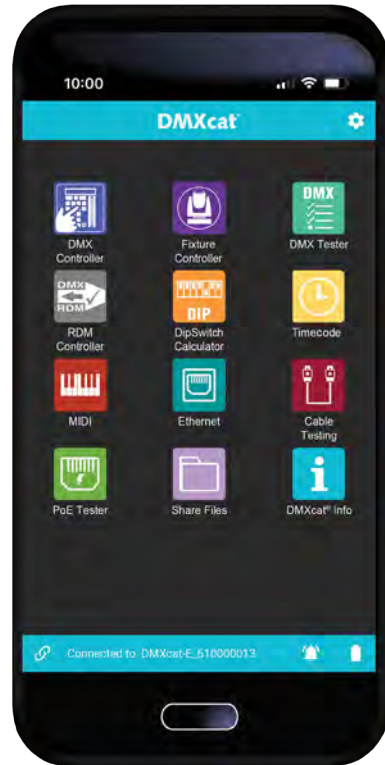 10:00
DMXcat
DMX
DMX
Controller
Fixture
Controller
DMX Tester
DMX
RDM
DIP
RDM
Controller
DipSwitch
Calculator
Timecode
MIDI
Ethernet
Cable
Testing
PoE Tester
Share Files
DMXcat® Info
Connected to DMXcat-E_510000013